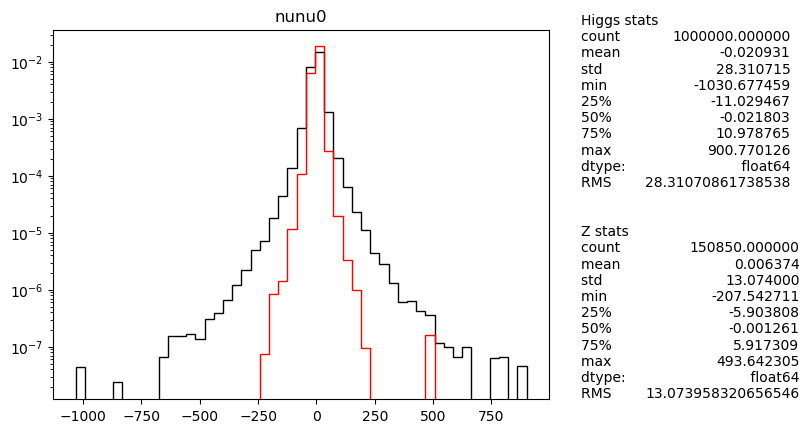 nunu0
10⁻²
10⁻³
10⁻⁴
10⁻⁵
10⁻⁶
10⁻⁷
−1000 −750 −500 −250 0 250 500 750
Higgs stats
count 1000000.000000
mean -0.020931
std 28.310715
min -1030.677459
25% -11.029467
50% -0.021803
75% 10.978765
max 900.770126
dtype: float64
RMS 28.31070861738538
Z stats
count 150850.000000
mean 0.006374
std 13.074000
min -207.542711
25% -5.903808
50% -0.001261
75% 5.917309
max 493.642305
dtype: float64
RMS 13.073958320656546